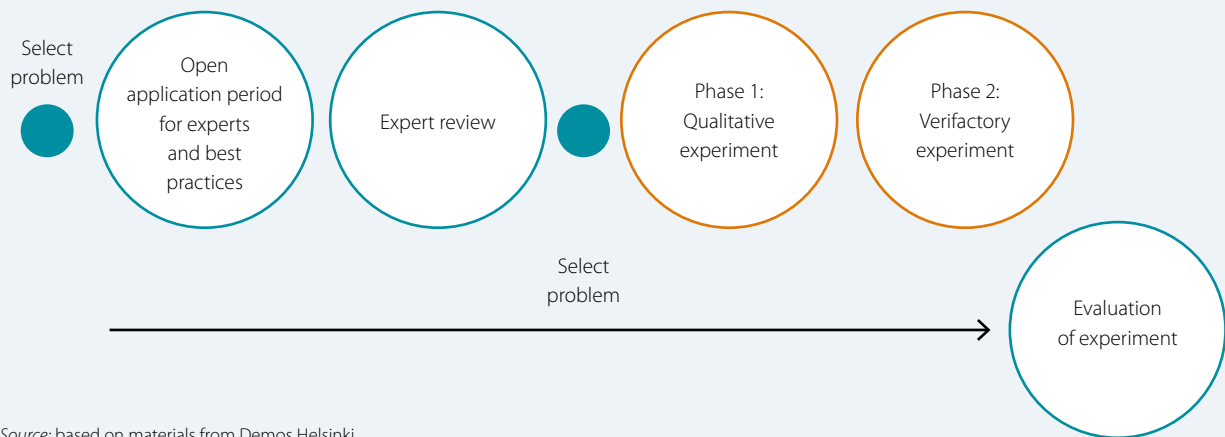 Select
problem
Open
application period
for experts
and best
practices
Expert review
Phase 1:
Qualitative
experiment
Phase 2:
Verifactory
experiment
Select
problem
Evaluation
of experiment
Source: based on materials from Demos Helsinki